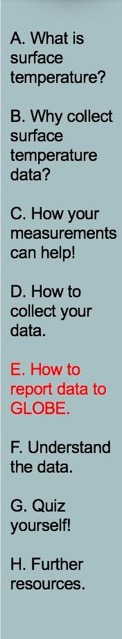 A. What is
surface
temperature?
B. Why collect
surface
temperature
data?
C. How your
measurements
can help!
D. How to
collect your
data.
E. How to
report data to
GLOBE.
F. Understand
the data.
G. Quiz
yourself!
H. Further
resources.